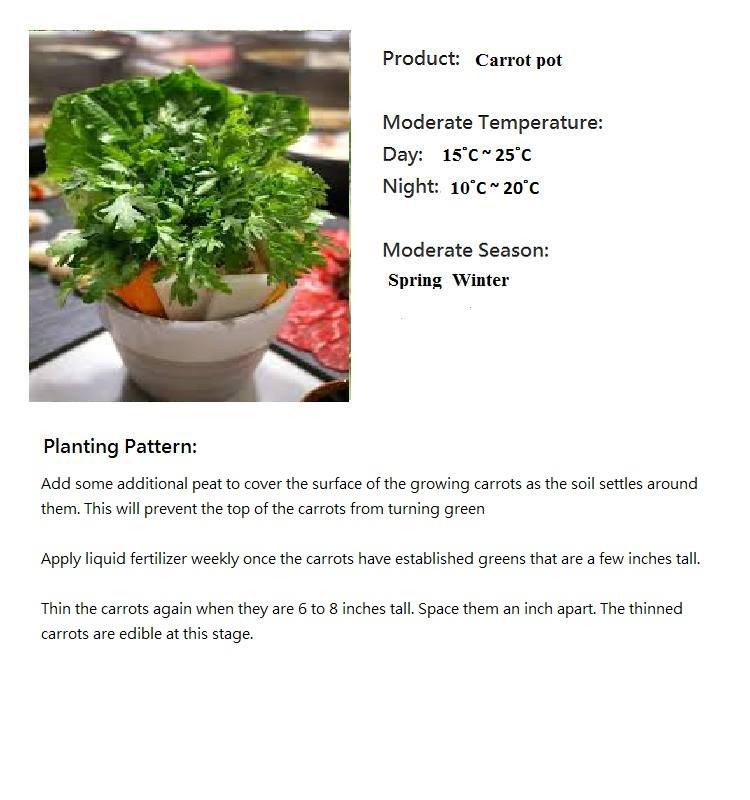 Product: Carrot pot
Moderate Temperature:
Day: 15°C ~ 25°C
Night: 10°C ~ 20°C
Moderate Season:
Spring Winter
Planting Pattern:
Add some additional peat to cover the surface of the growing carrots as the soil settles around
them. This will prevent the top of the carrots from turning green
Apply liquid fertilizer weekly once the carrots have established greens that are a few inches tall.
Thin the carrots again when they are 6 to 8 inches tall. Space them an inch apart. The thinned
carrots are edible at this stage.